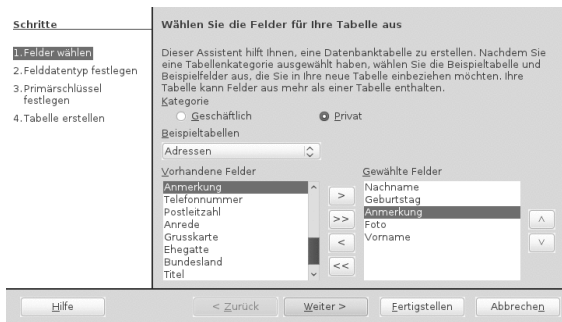 Schritte
1.Felder wählen
2.Felddatentyp festlegen
3.Primärschlüssel
festlegen
4.Tabelle erstellen
Wählen Sie die Felder für Ihre Tabelle aus
Dieser Assistent hilft Ihnen, eine Datenbanktabelle zu erstellen. Nachdem Sie
eine Tabellenkategorie ausgewählt haben, wählen Sie die Beispieltabelle und
Beispielfelder aus, die Sie in Ihre neue Tabelle einbeziehen möchten. Ihre
Tabelle kann Felder aus mehr als einer Tabelle enthalten.
Kategorie
Geschäftlich Privat
Beispieltabellen
Adressen
Vorhandene Felder
Anmerkung
Telefonnummer
Postleitzahl
Anrede
Grusskarte
Ehegatte
Bundesland
Titel
>
>>
<
<<
Gewählte Felder
Nachname
Geburtstag
Anmerkung
Foto
Vorname
Hilfe < Zurück Weiter > Fertigstellen Abbrechen